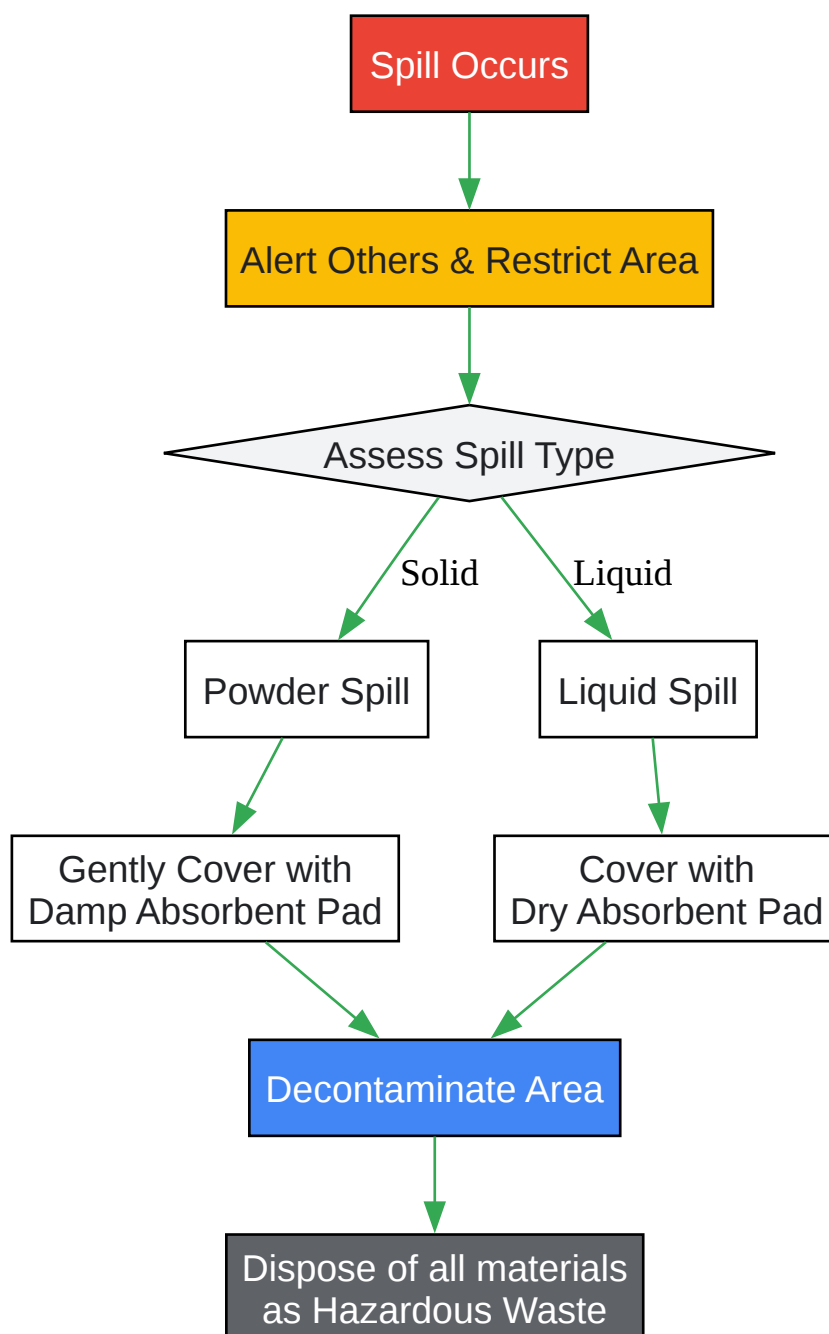 Spill Occurs
Alert Others & Restrict Area
Assess Spill Type
Solid
Liquid
Powder Spill
Liquid Spill
Gently Cover with
Damp Absorbent Pad
Cover with
Dry Absorbent Pad
Decontaminate Area
Dispose of all materials
as Hazardous Waste